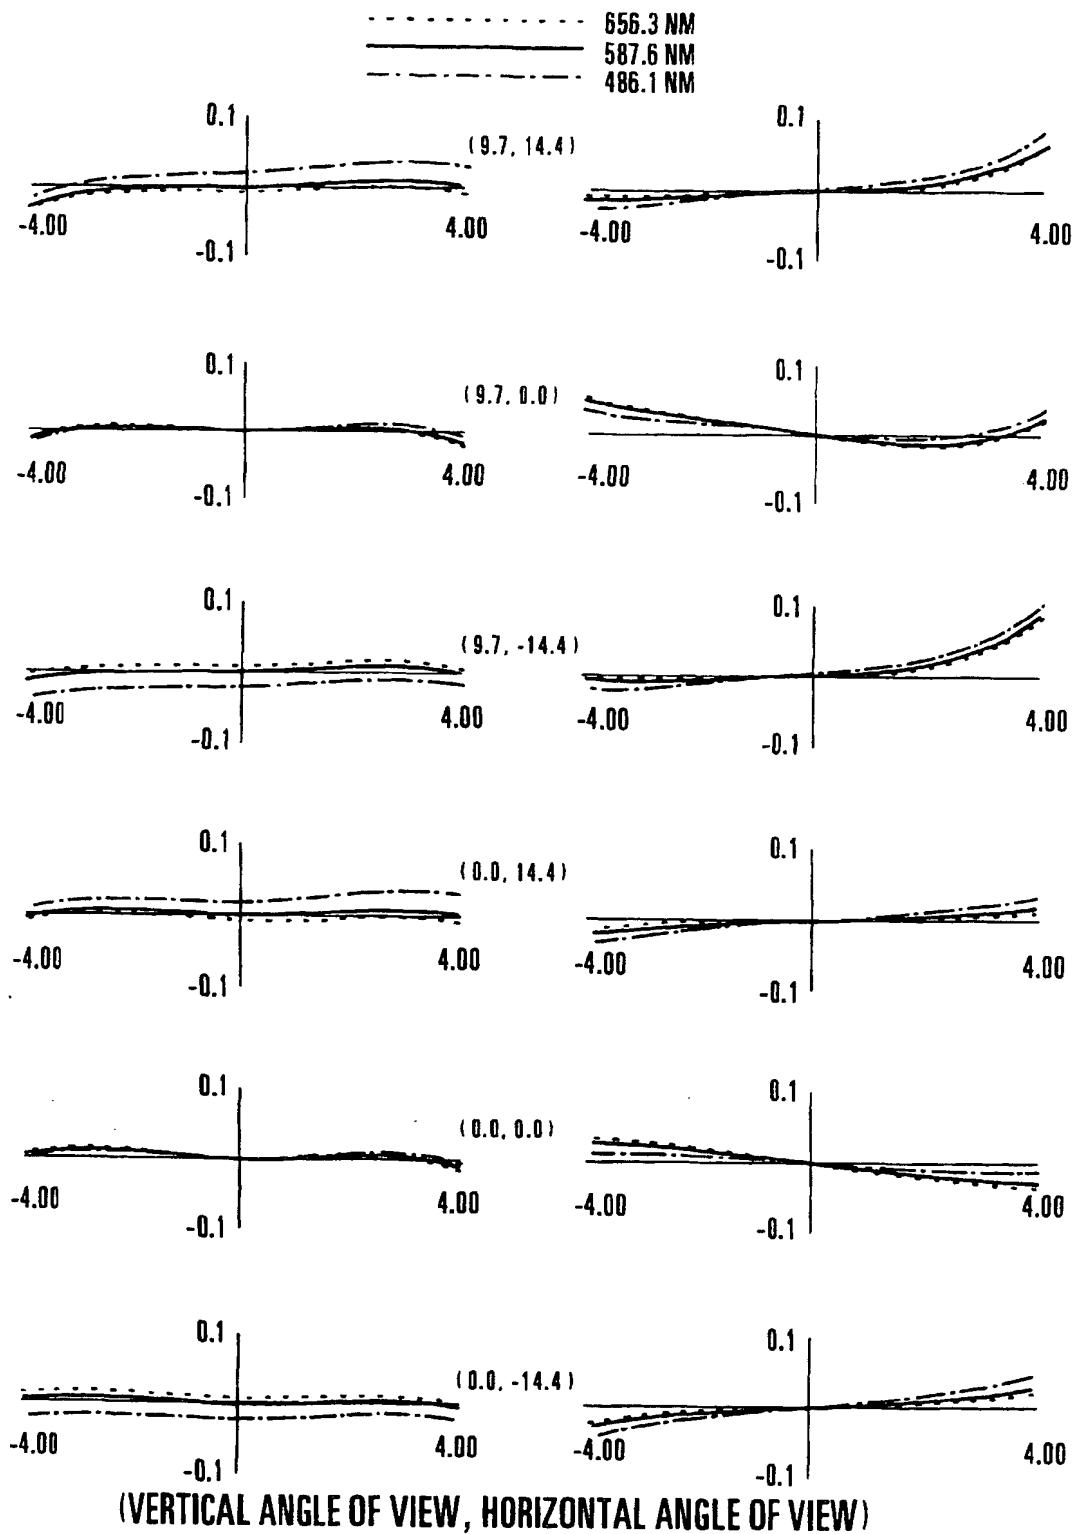 656.3 NM
587.6 NM
486.1 NM
0.1 (9.7, 14.4) 0.1
-4.00 4.00 -4.00 4.00
-0.1 -0.1
0.1 (9.7, 0.0) 0.1
-4.00 4.00 -4.00 4.00
-0.1 -0.1
0.1 (9.7, -14.4) 0.1
-4.00 4.00 -4.00 4.00
-0.1 -0.1
0.1 (0.0, 14.4) 0.1
-4.00 4.00 -4.00 4.00
-0.1 -0.1
0.1 (0.0, 0.0) 0.1
-4.00 4.00 -4.00 4.00
-0.1 -0.1
0.1 (0.0, -14.4) 0.1
-4.00 4.00 -4.00 4.00
-0.1 -0.1
(VERTICAL ANGLE OF VIEW, HORIZONTAL ANGLE OF VIEW)